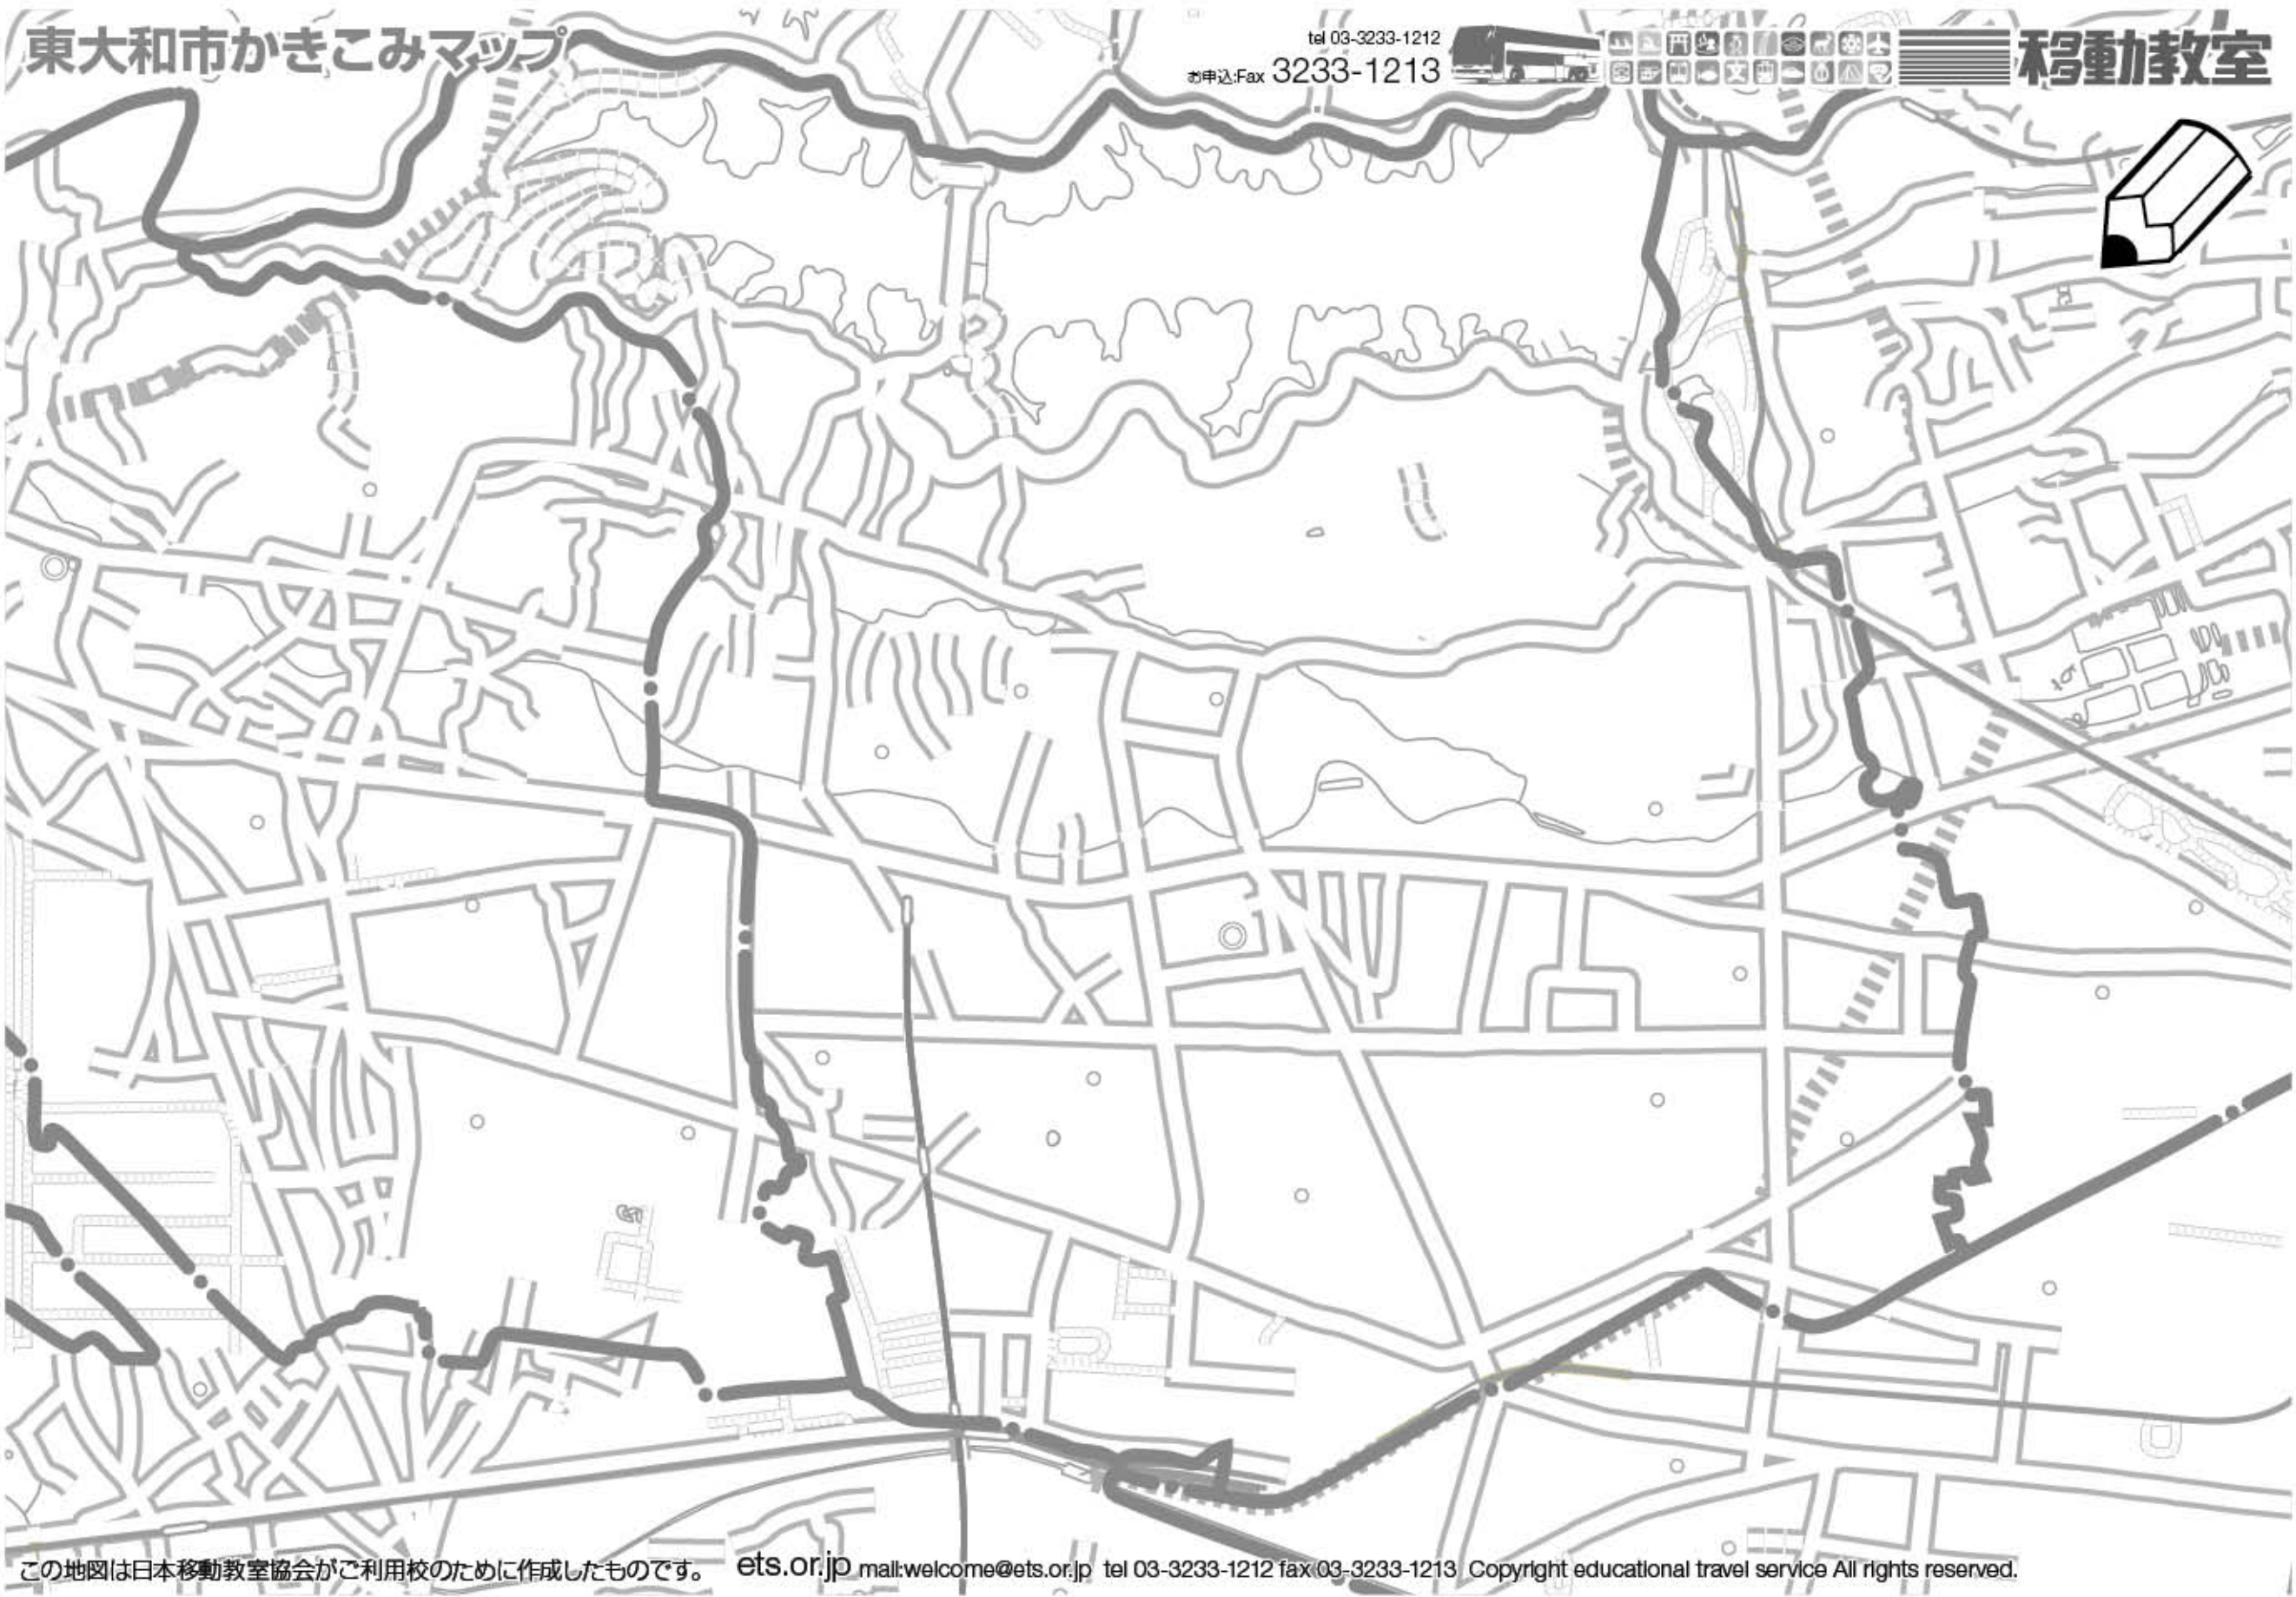 東大和市かきこみマップ
tel 03-3233-1212
お申込:Fax 3233-1213
移動教室
この地図は日本移動教室協会がご利用校のために作成したものです。 ets.or.jp mail:welcome@ets.or.jp tel 03-3233-1212 fax 03-3233-1213 Copyright educational travel service All rights reserved.